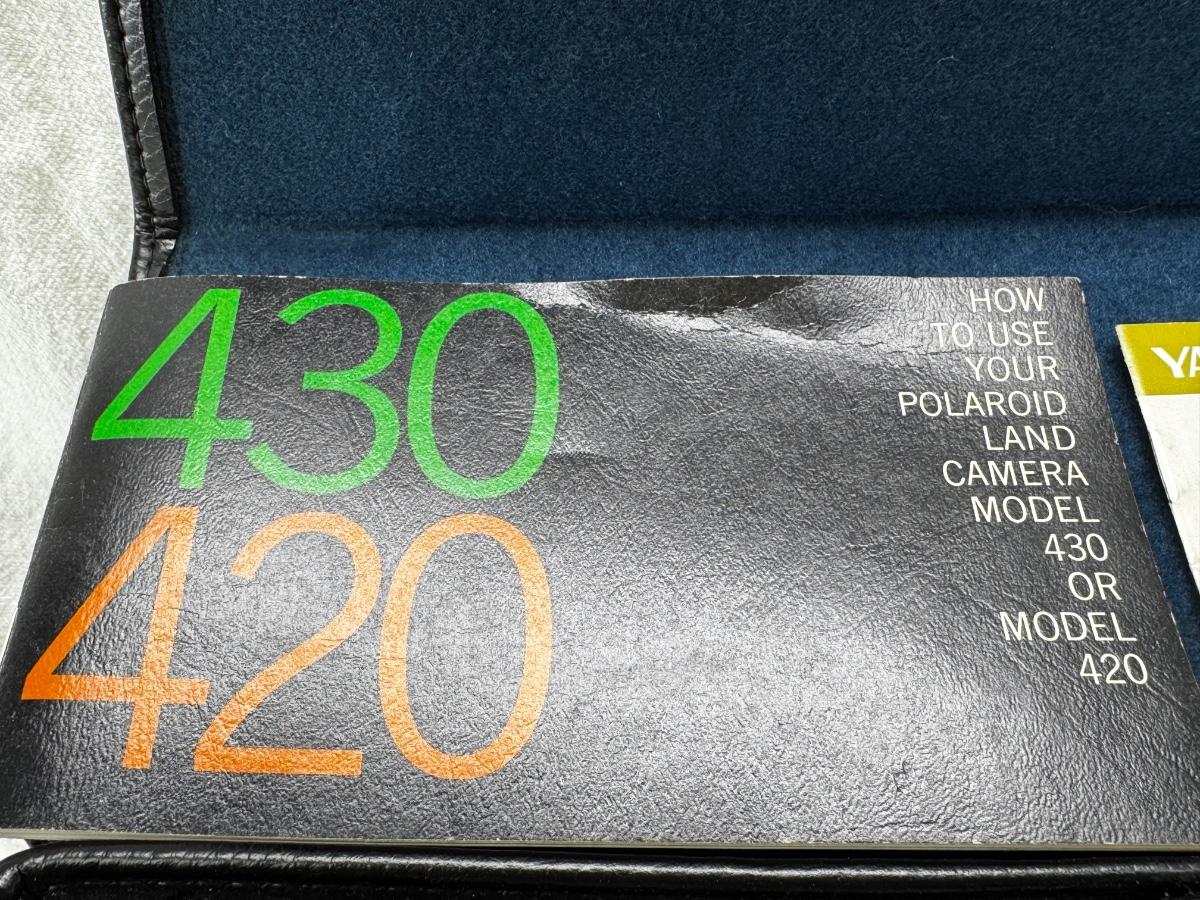 430
420
HOW
TO USE
YOUR
POLAROID
LAND
CAMERA
MODEL
430
OR
MODEL
420